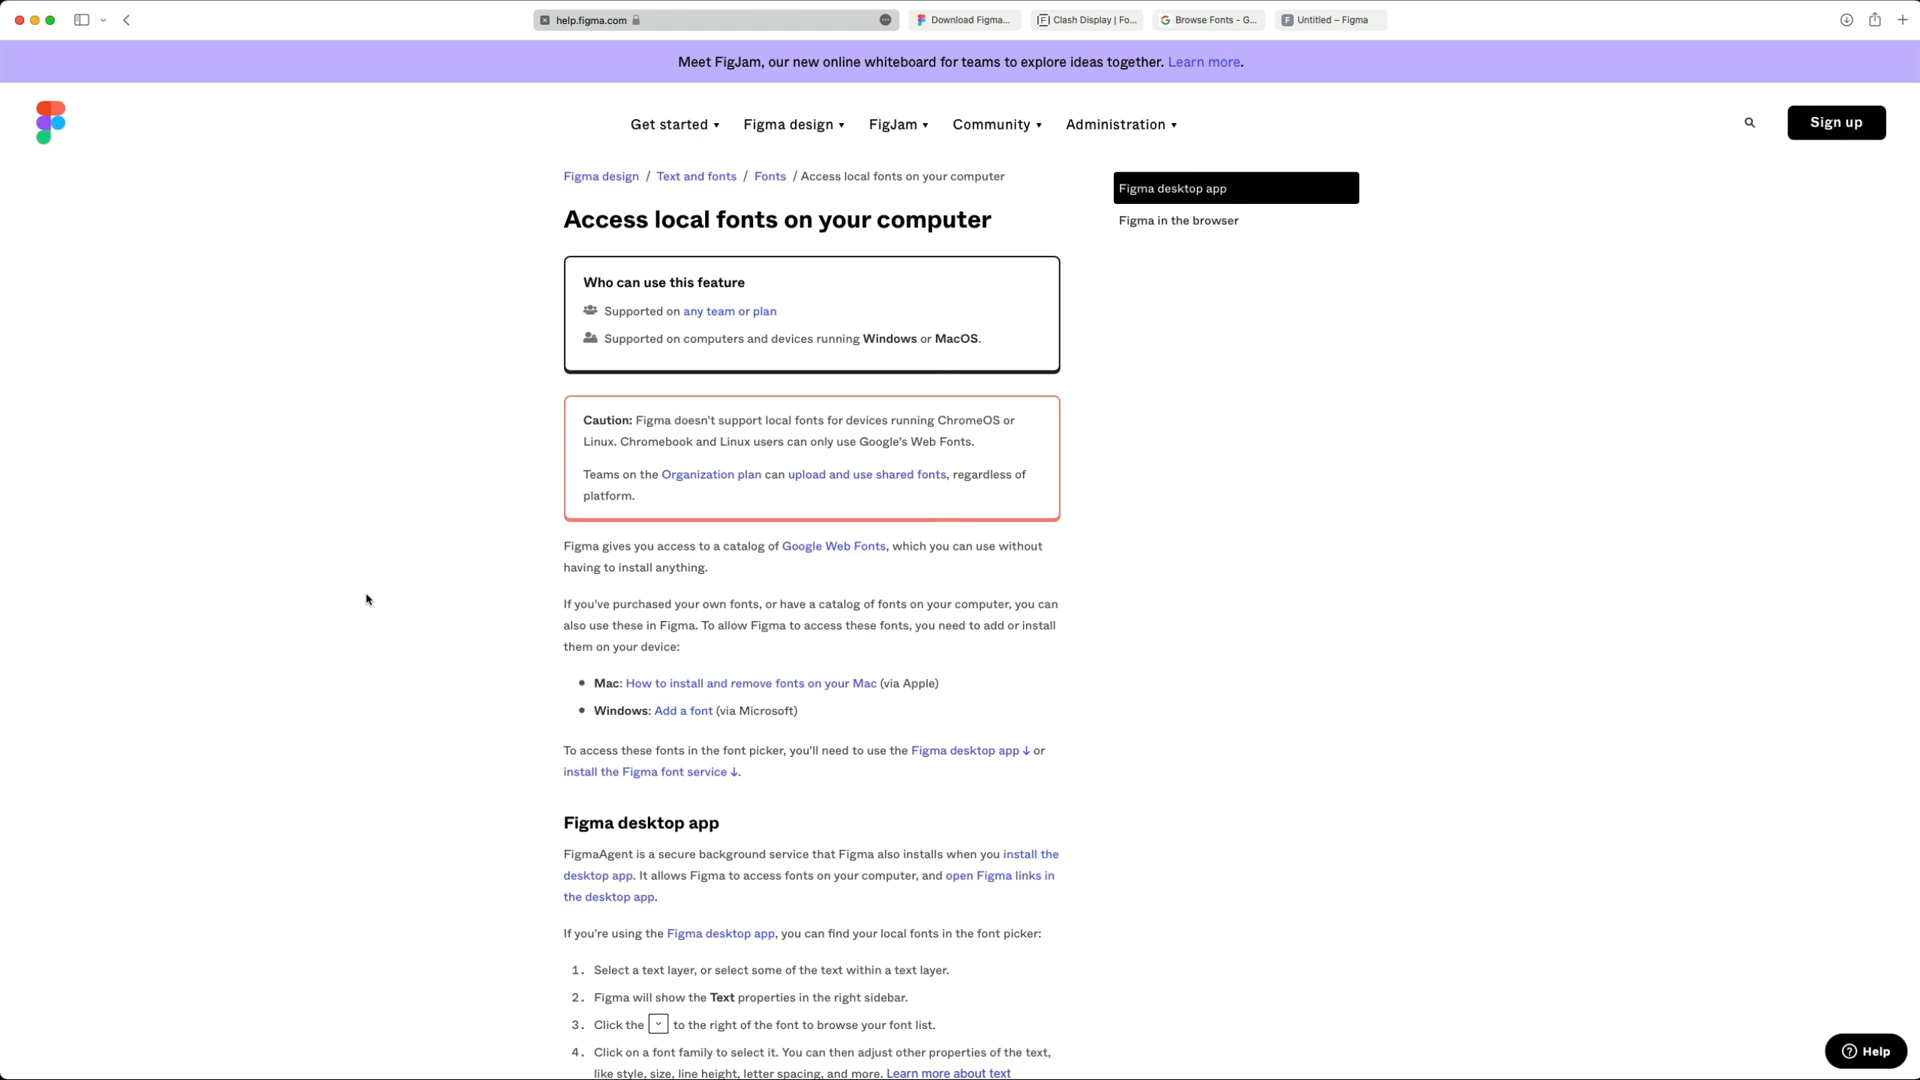 help.figma.com
Download Figma...
Clash Display | Fo...
Browse Fonts - G...
Untitled – Figma
Meet FigJam, our new online whiteboard for teams to explore ideas together. Learn more.
Get started
Figma design
FigJam
Community
Administration
Sign up
Figma design / Text and fonts / Fonts / Access local fonts on your computer
Access local fonts on your computer
Figma desktop app
Figma in the browser
Who can use this feature
Supported on any team or plan
Supported on computers and devices running Windows or MacOS.
Caution: Figma doesn't support local fonts for devices running ChromeOS or
Linux. Chromebook and Linux users can only use Google's Web Fonts.
Teams on the Organization plan can upload and use shared fonts, regardless of
platform.
Figma gives you access to a catalog of Google Web Fonts, which you can use without
having to install anything.
If you've purchased your own fonts, or have a catalog of fonts on your computer, you can
also use these in Figma. To allow Figma to access these fonts, you need to add or install
them on your device:
• Mac: How to install and remove fonts on your Mac (via Apple)
• Windows: Add a font (via Microsoft)
To access these fonts in the font picker, you'll need to use the Figma desktop app ↓ or
install the Figma font service ↓.
Figma desktop app
FigmaAgent is a secure background service that Figma also installs when you install the
desktop app. It allows Figma to access fonts on your computer, and open Figma links in
the desktop app.
If you're using the Figma desktop app, you can find your local fonts in the font picker:
1. Select a text layer, or select some of the text within a text layer.
2. Figma will show the Text properties in the right sidebar.
3. Click the to the right of the font to browse your font list.
4. Click on a font family to select it. You can then adjust other properties of the text,
like style, size, line height, letter spacing, and more. Learn more about text
Help